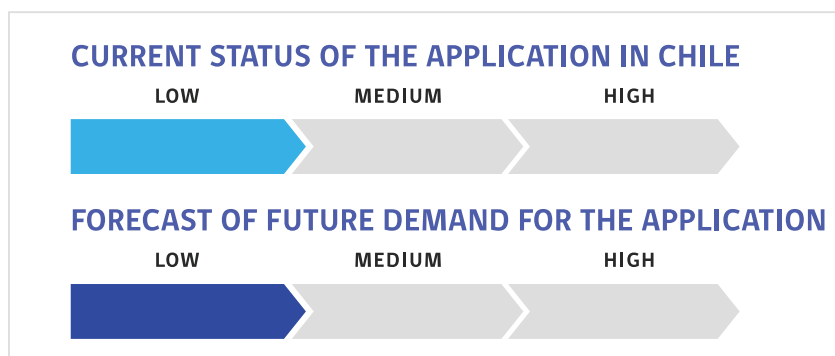 CURRENT STATUS OF THE APPLICATION IN CHILE
LOW MEDIUM HIGH
FORECAST OF FUTURE DEMAND FOR THE APPLICATION
LOW MEDIUM HIGH